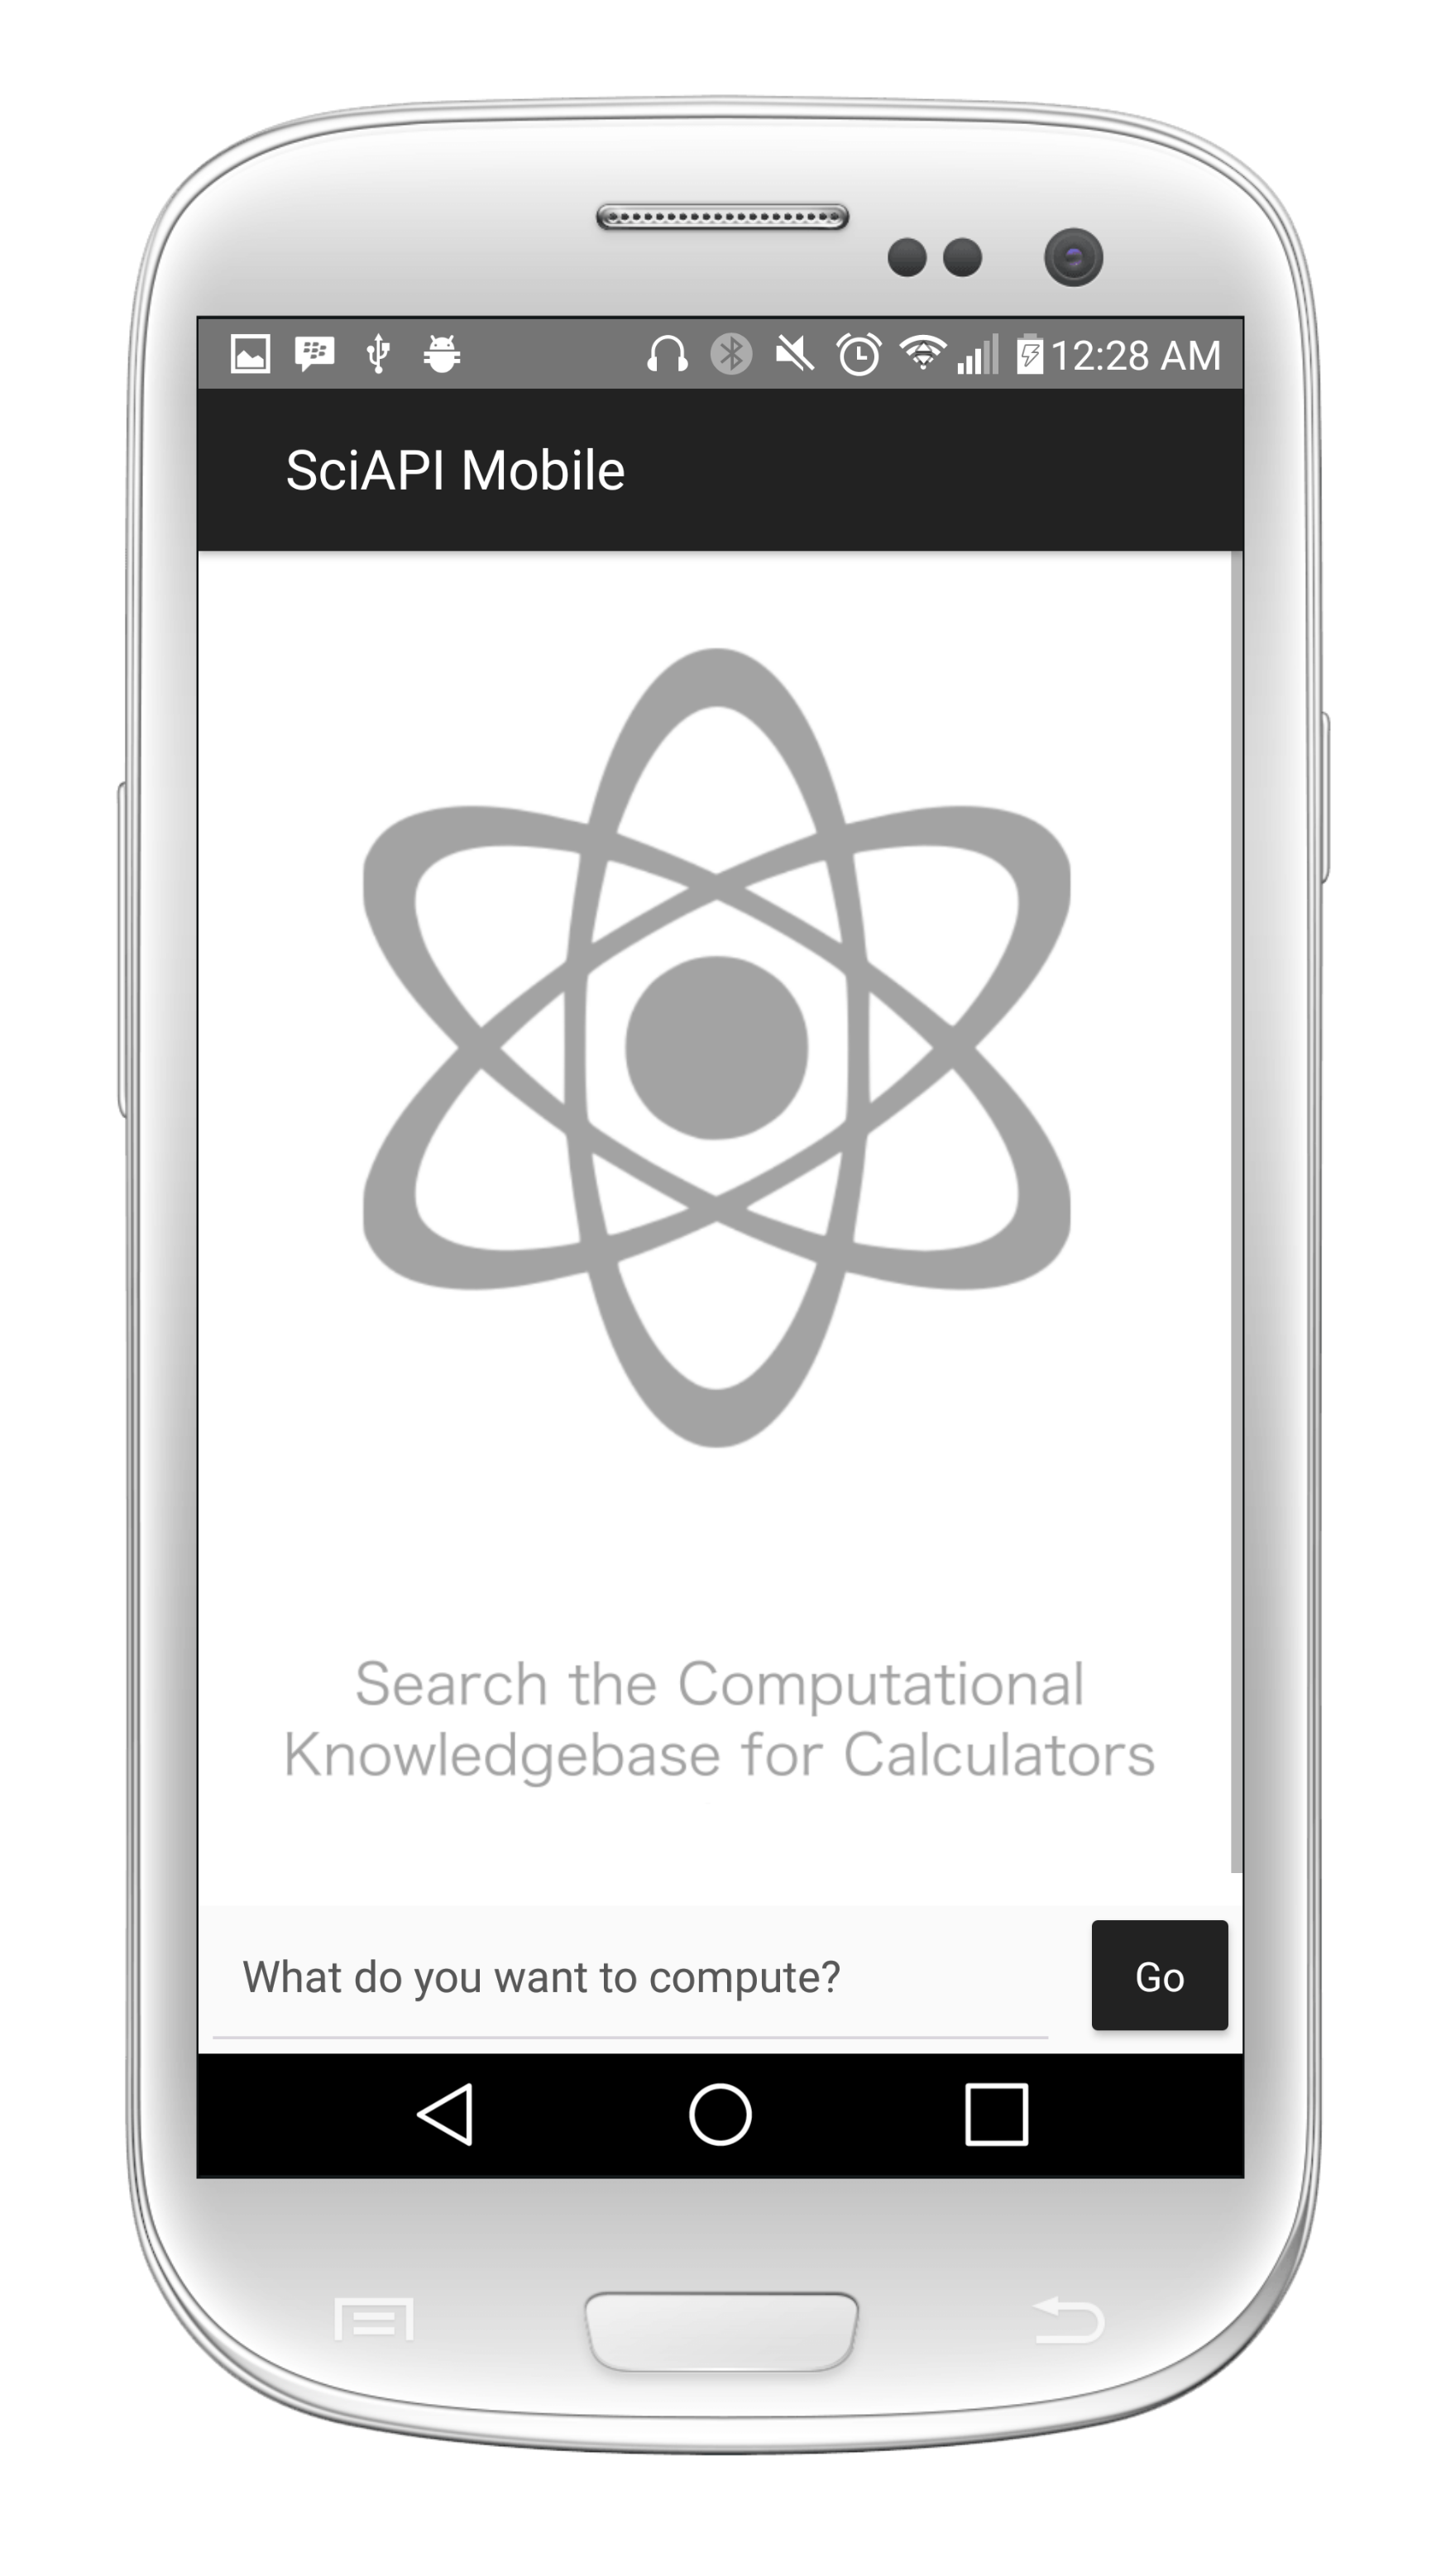 12:28 AM
SciAPI Mobile
Search the Computational
Knowledgebase for Calculators
What do you want to compute?
Go